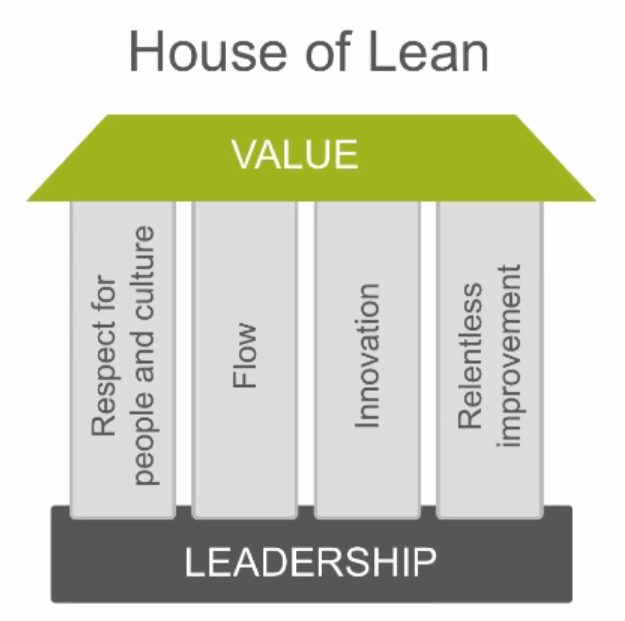 House of Lean
VALUE
Respect for
people and culture
Flow
Innovation
Relentless
improvement
LEADERSHIP